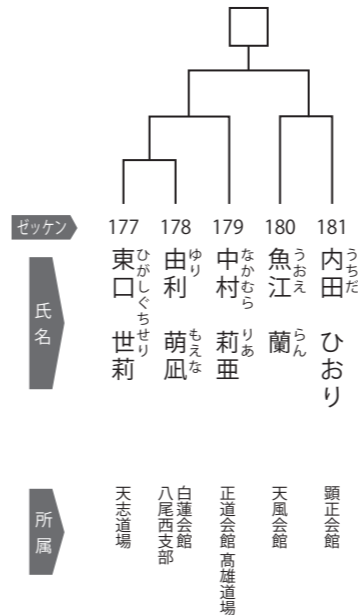 ゼッケン
177
178
179
180
181
氏名
東口 世莉
ひがしぐちせり
由利 萌凪
ゆり もえな
中村 莉亜
なかむら りあ
魚江 蘭
うおえ らん
内田 ひおり
うちだ
所属
天志道場
白蓮会館
八尾西支部
正道会館 髙雄道場
天風会館
顕正会館